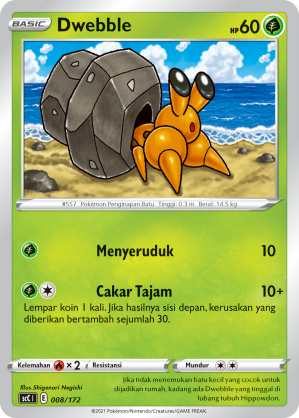 BASIC Dwebble HP60
#557 Pokémon Penginapan Batu Tinggi: 0.3 m Berat: 14.5 kg
Menyeruduk 10
Cakar Tajam 10+
Lempar koin 1 kali. Jika hasilnya sisi depan, kerusakan yang
diberikan bertambah sejumlah 30.
Kelemahan ×2 Resistansi Mundur
Illus. Shigenori Negishi
SC1 I E 008/172
Jika tidak menemukan batu kecil yang cocok untuk
dijadikan rumah, kadang ada Dwebble yang tinggal di
lubang tubuh Hippowdon.
©2021 Pokémon/Nintendo/Creatures/GAME FREAK